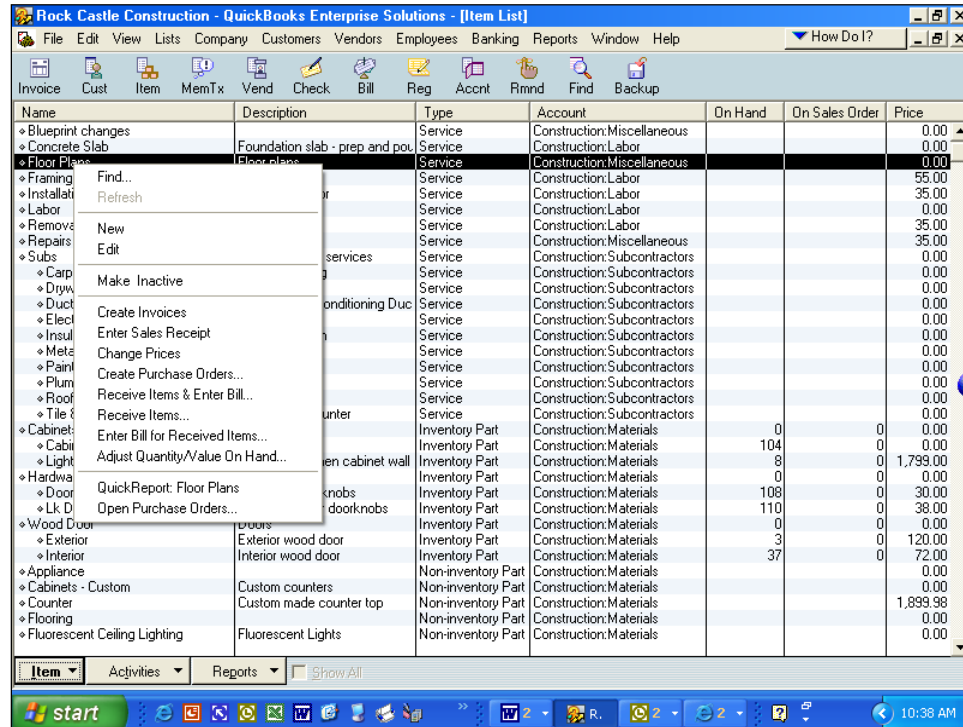 Rock Castle Construction - QuickBooks Enterprise Solutions - [Item List]
File Edit View Lists Company Customers Vendors Employees Banking Reports Window Help How Do I?
Invoice Cust Item MemTx Vend Check Bill Reg Accnt Rmnd Find Backup
Name Description Type Account On Hand On Sales Order Price
Blueprint changes Service Construction:Miscellaneous 0.00
Concrete Slab Foundation slab - prep and pou Service Construction:Labor 0.00
Floor Plans Floor plans Service Construction:Miscellaneous 0.00
Framing Service Construction:Labor 55.00
Installati or Service Construction:Labor 35.00
Labor Service Construction:Labor 0.00
Remova Service Construction:Labor 35.00
Repairs Service Construction:Miscellaneous 35.00
Subs services Service Construction:Subcontractors 0.00
Carp g Service Construction:Subcontractors 0.00
Dryw Service Construction:Subcontractors 0.00
Duct onditioning Duc Service Construction:Subcontractors 0.00
Elect Service Construction:Subcontractors 0.00
Insul n Service Construction:Subcontractors 0.00
Meta Service Construction:Subcontractors 0.00
Paint Service Construction:Subcontractors 0.00
Plum Service Construction:Subcontractors 0.00
Roof Service Construction:Subcontractors 0.00
Tile & unter Service Construction:Subcontractors 0.00
Cabinet Inventory Part Construction:Materials 0 0 0.00
Cabi Inventory Part Construction:Materials 104 0 0.00
Light en cabinet wall Inventory Part Construction:Materials 8 0 1,799.00
Hardwa Inventory Part Construction:Materials 0 0 0.00
Door knobs Inventory Part Construction:Materials 108 0 30.00
Lk D doorknobs Inventory Part Construction:Materials 110 0 38.00
Wood Door Doors Inventory Part Construction:Materials 0 0 0.00
Exterior Exterior wood door Inventory Part Construction:Materials 3 0 120.00
Interior Interior wood door Inventory Part Construction:Materials 37 0 72.00
Appliance Non-inventory Part Construction:Materials 0.00
Cabinets - Custom Custom counters Non-inventory Part Construction:Materials 0.00
Counter Custom made counter top Non-inventory Part Construction:Materials 1,899.98
Flooring Non-inventory Part Construction:Materials 0.00
Fluorescent Ceiling Lighting Fluorescent Lights Non-inventory Part Construction:Materials 0.00
Find...
Refresh
New
Edit
Make Inactive
Create Invoices
Enter Sales Receipt
Change Prices
Create Purchase Orders...
Receive Items & Enter Bill...
Receive Items...
Enter Bill for Received Items...
Adjust Quantity/Value On Hand...
QuickReport: Floor Plans
Open Purchase Orders...
Item Activities Reports Show All
start 2 R. 2 2 10:38 AM